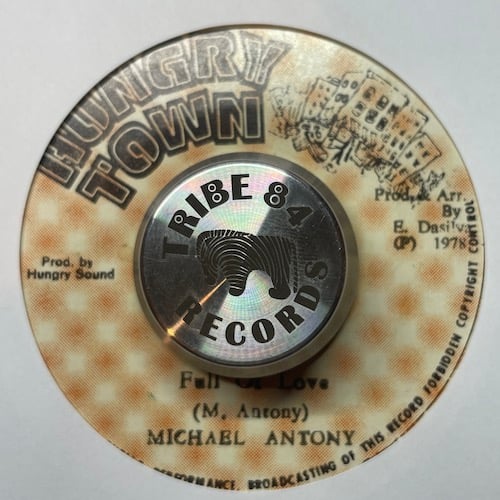 HUNGRY
TOWN
Prod. & Arr.
By
E. Dasilva
(P) 1978
Prod. by
Hungry Sound
TRIBE 84
RECORDS
Full Of Love
(M. Antony)
MICHAEL ANTONY
PERFORMANCE, BROADCASTING OF THIS RECORD FORBIDDEN COPYRIGHT CONTROL